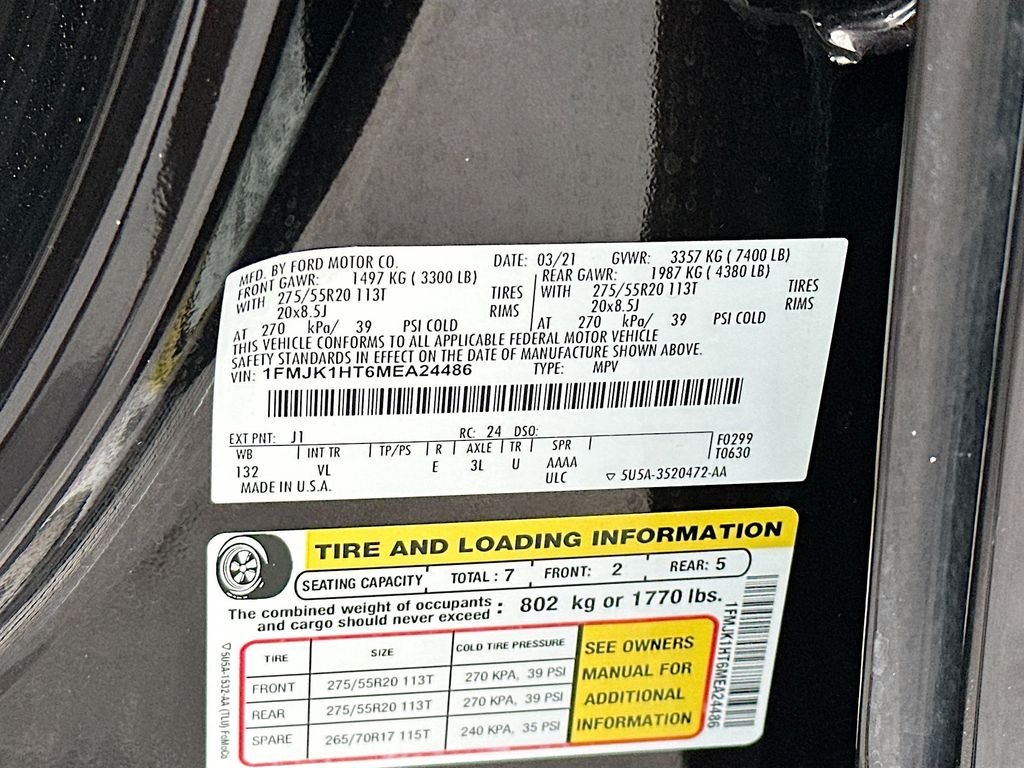 MFD. BY FORD MOTOR CO. DATE: 03/21 GVWR: 3357 KG ( 7400 LB)
FRONT GAWR: 1497 KG ( 3300 LB) REAR GAWR: 1987 KG ( 4380 LB)
WITH 275/55R20 113T TIRES WITH 275/55R20 113T TIRES
20x8.5J RIMS 20x8.5J RIMS
AT 270 kPa/ 39 PSI COLD AT 270 kPa/ 39 PSI COLD
THIS VEHICLE CONFORMS TO ALL APPLICABLE FEDERAL MOTOR VEHICLE
SAFETY STANDARDS IN EFFECT ON THE DATE OF MANUFACTURE SHOWN ABOVE.
VIN: 1FMJK1HT6MEA24486 TYPE: MPV
EXT PNT: J1 RC: 24 DSO:
WB INT TR TP/PS R AXLE TR SPR F0299
132 VL E 3L U AAAA T0630
ULC
MADE IN U.S.A. ▽ 5U5A-3520472-AA
TIRE AND LOADING INFORMATION
SEATING CAPACITY TOTAL : 7 FRONT: 2 REAR: 5
The combined weight of occupants
and cargo should never exceed : 802 kg or 1770 lbs.
TIRE SIZE COLD TIRE PRESSURE
FRONT 275/55R20 113T 270 KPA, 39 PSI
REAR 275/55R20 113T 270 KPA, 39 PSI
SPARE 265/70R17 115T 240 KPA, 35 PSI
SEE OWNERS
MANUAL FOR
ADDITIONAL
INFORMATION
1FMJK1HT6MEA24486
▽ 5U5A-1532-AA (TLU) FoMoCo